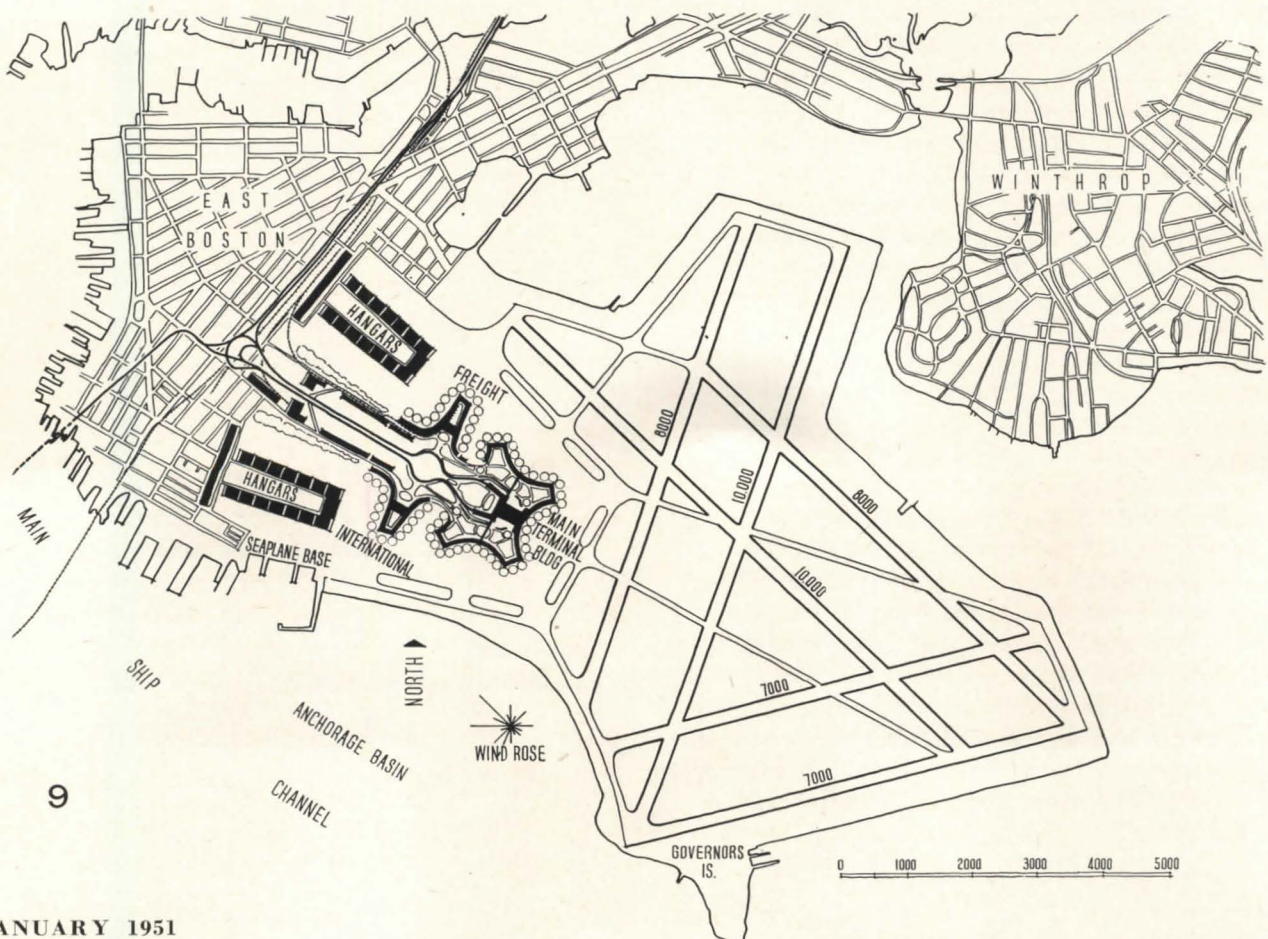 EAST
BOSTON
WINTHROP
HANGARS
FREIGHT
8000
10,000
8000
HANGARS
MAIN
TERMINAL
BLDG
INTERNATIONAL
SEAPLANE BASE
10,000
MAIN
SHIP
CHANNEL
ANCHORAGE BASIN
NORTH
WIND ROSE
7000
7000
9
GOVERNORS
IS.
0 1000 2000 3000 4000 5000
ANUARY 1951